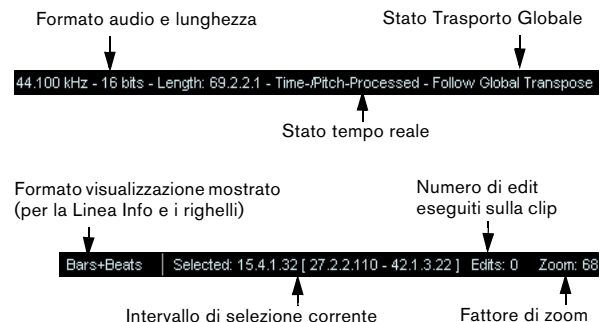 Formato audio e lunghezza
Stato Trasporto Globale
44.100 kHz - 16 bits - Length: 69.2.2.1 - Time-/Pitch-Processed - Follow Global Transpose
Stato tempo reale
Formato visualizzazione mostrato
(per la Linea Info e i righelli)
Numero di edit
eseguiti sulla clip
Bars+Beats | Selected: 15.4.1.32 [ 27.2.2.110 - 42.1.3.22 ] Edits: 0 Zoom: 68
Intervallo di selezione corrente
Fattore di zoom